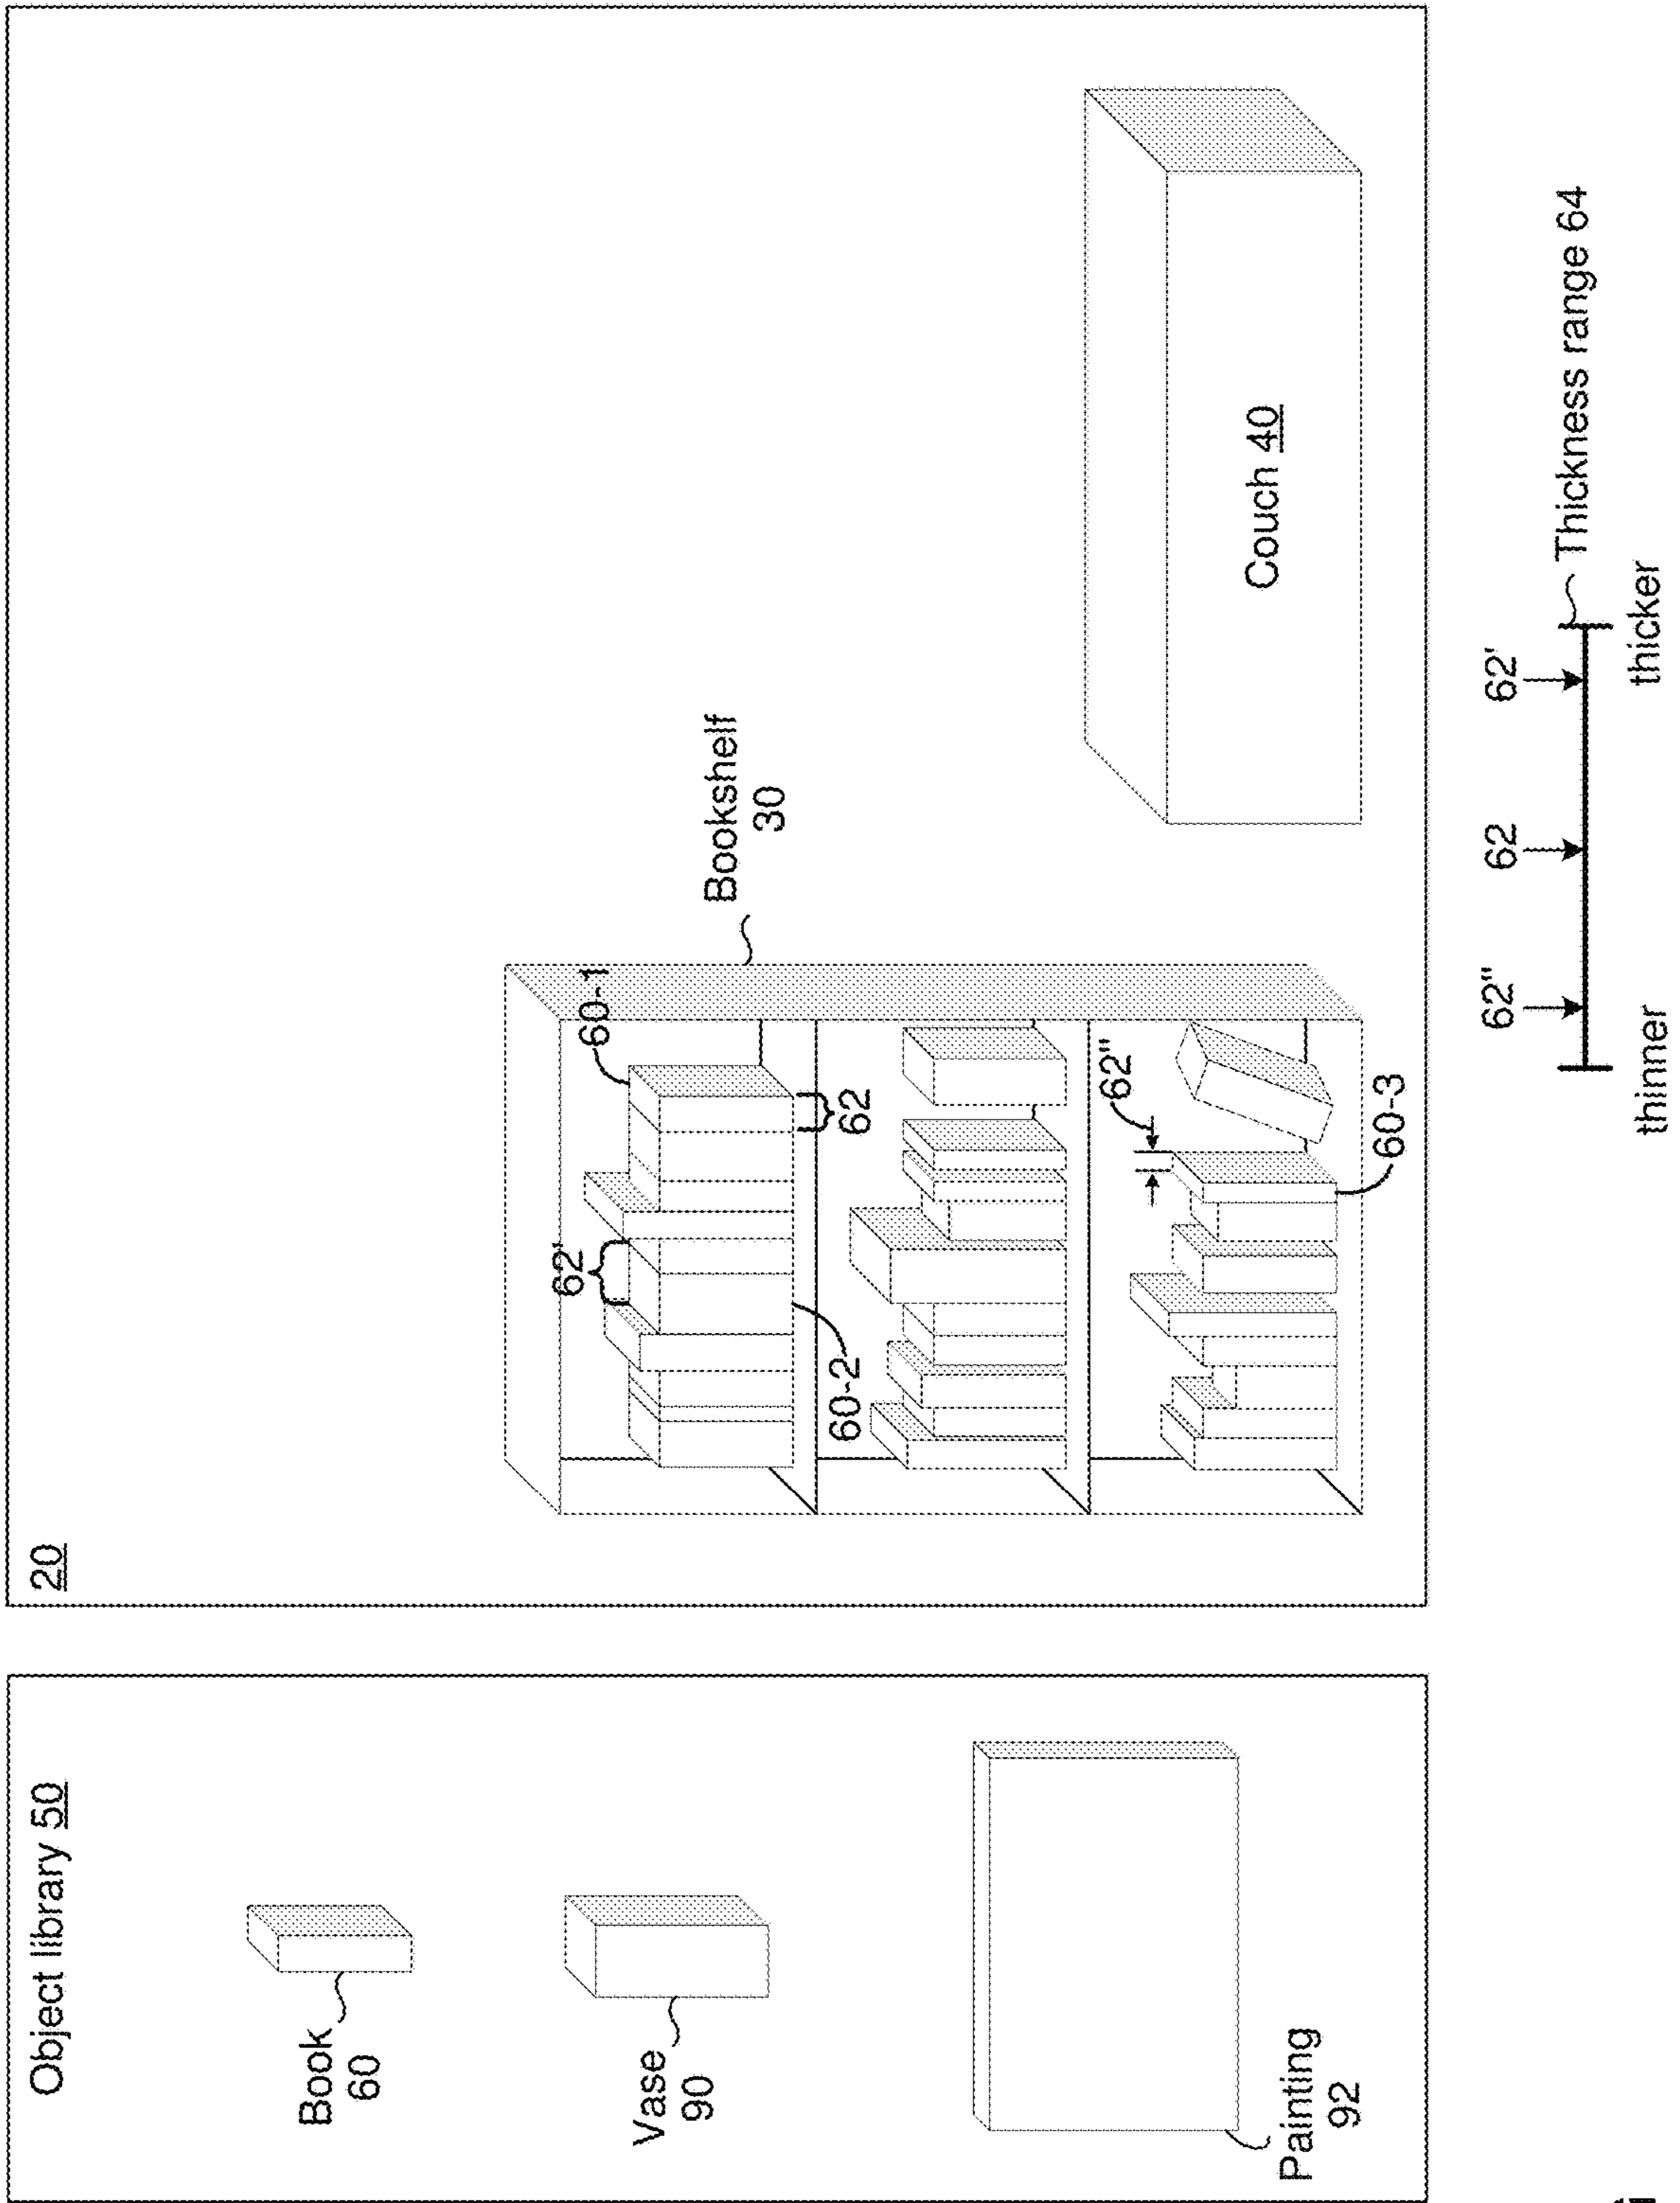 Object library 50
Book
60
Vase
90
Painting
92
20
Bookshelf
30
60-1
62'
62
60-2
62"
60-3
Couch 40
62"
62
62'
Thickness range 64
thinner
thicker